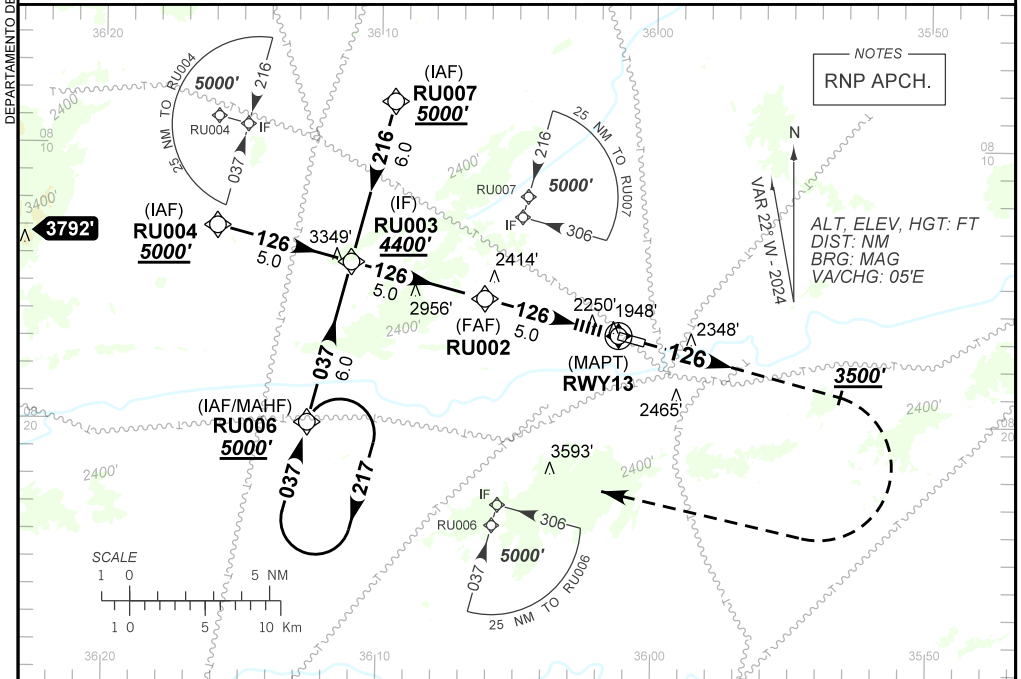 DEPARTAMENTO DE
36 20
36 10
36 00
35 50
NOTES
RNP APCH.
25 NM TO RU004
5000'
216
RU004
IF
037
2400'
(IAF)
RU007
5000'
216
6.0
2400'
25 NM TO RU007
216
RU007
5000'
IF
306
N
VAR 22° W - 2024
ALT, ELEV, HGT: FT
DIST: NM
BRG: MAG
VA/CHG: 05'E
08
10
08
10
3400'
3792'
(IAF)
RU004
5000'
126
5.0
3349'
(IF)
RU003
4400'
126
5.0
2956'
2414'
(FAF)
RU002
2400'
126
5.0
2250'
1948'
(MAPT)
RWY13
2348'
126
2465'
3500'
2400'
037
6.0
(IAF/MAHF)
RU006
5000'
037
217
08
20
08
20
2400'
3593'
2400'
IF
306
RU006
5000'
037
25 NM TO RU006
SCALE
1 0 5 NM
1 0 5 10 Km
36 20
36 10
36 00
35 50